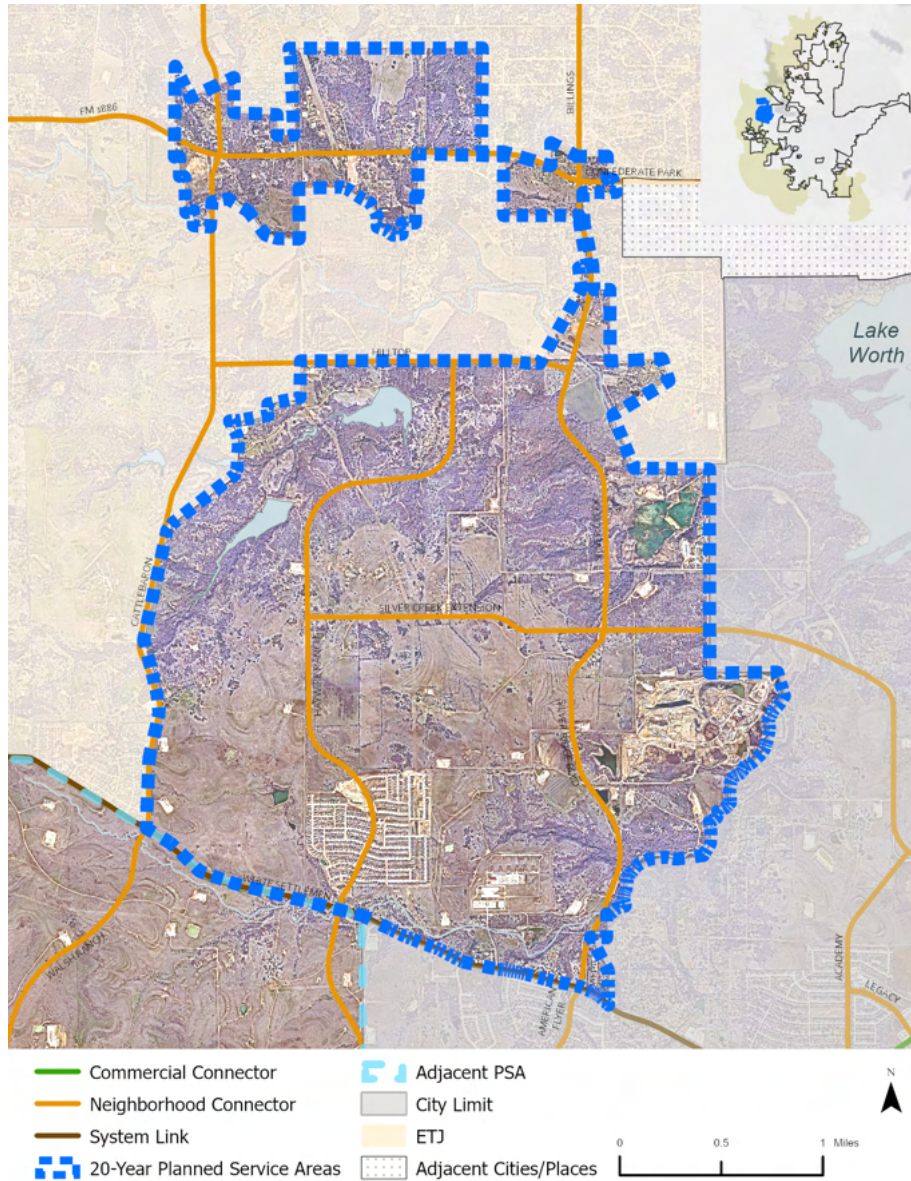 BILLINGS
FM 1886
CONFEDERATE PARK
Lake
Worth
HILLTOP
CATTLEBARON
SILVER CREEK EXTENSION
WHITE SETTLEMENT
WALSH RANCH
AMERICAN
FLYER
ACADEMY
LEGACY
Commercial Connector
Neighborhood Connector
System Link
20-Year Planned Service Areas
Adjacent PSA
City Limit
ETJ
Adjacent Cities/Places
N
0 0.5 1 Miles